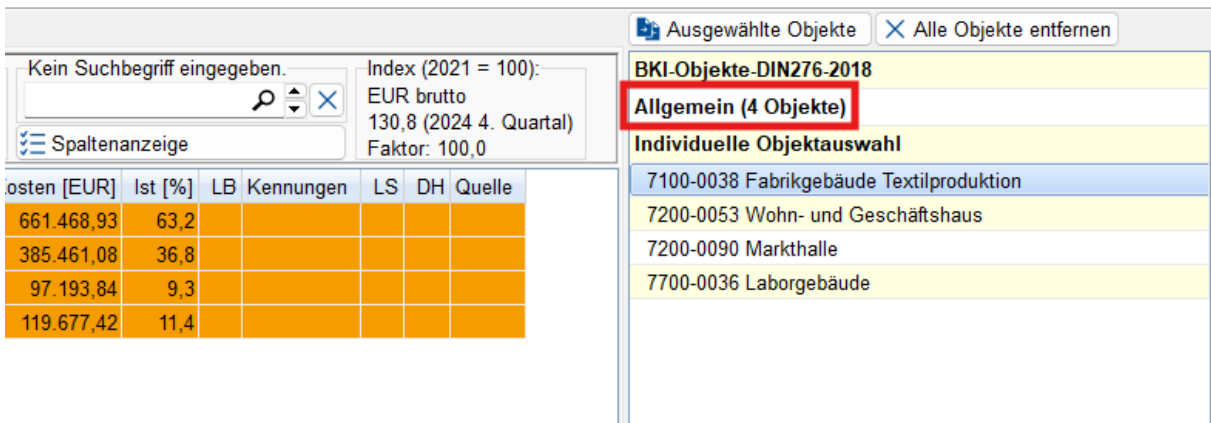 Ausgewählte Objekte
Alle Objekte entfernen
Kein Suchbegriff eingegeben.
Index (2021 = 100):
EUR brutto
130,8 (2024 4. Quartal)
Faktor: 100,0
Spaltenanzeige
osten [EUR] Ist [%] LB Kennungen LS DH Quelle
661.468,93 63,2
385.461,08 36,8
97.193,84 9,3
119.677,42 11,4
BKI-Objekte-DIN276-2018
Allgemein (4 Objekte)
Individuelle Objektauswahl
7100-0038 Fabrikgebäude Textilproduktion
7200-0053 Wohn- und Geschäftshaus
7200-0090 Markthalle
7700-0036 Laborgebäude